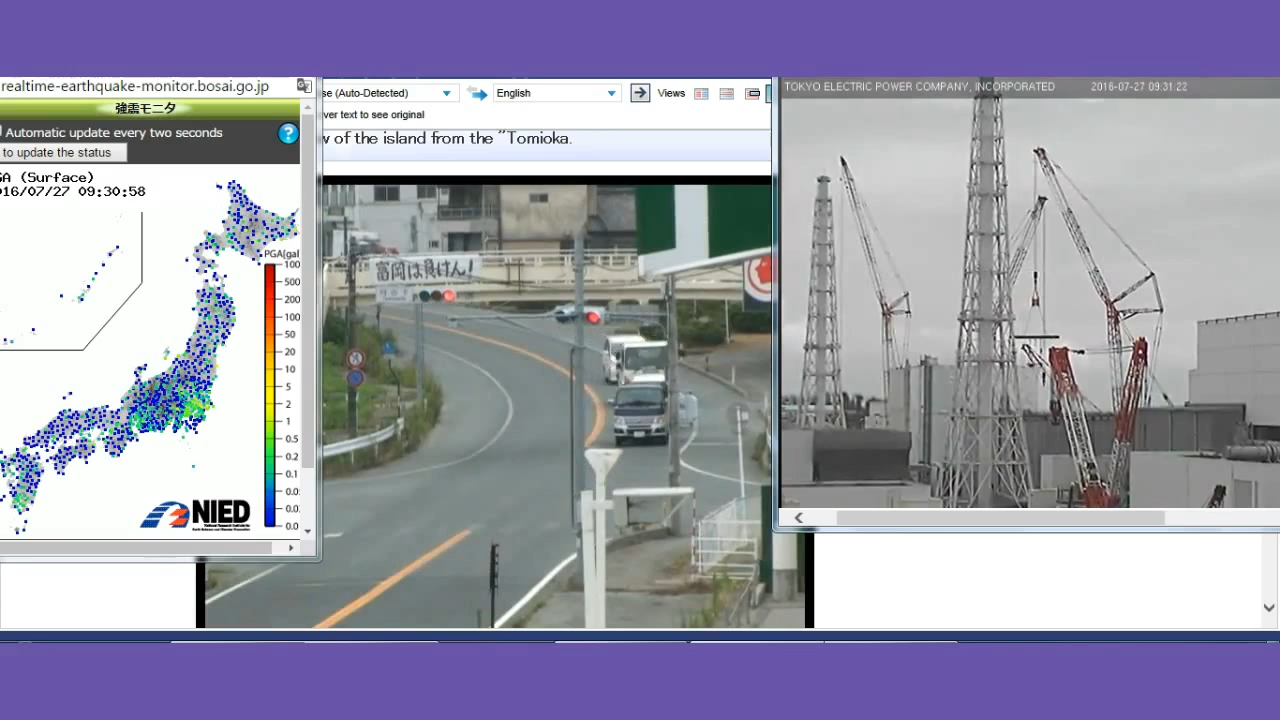 realtime-earthquake-monitor.bosai.go.jp
強震モニタ
Automatic update every two seconds
?
to update the status
GA (Surface)
016/07/27 09:30:58
PGA[gal
100
500
200
100
50
20
10
5
2
1
0.5
0.2
0.1
0.0
0.0
0.0
NIED
se (Auto-Detected)
English
Views
ver text to see original
w of the island from the "Tomioka.
富岡は負けん!
TOKYO ELECTRIC POWER COMPANY, INCORPORATED 2016-07-27 09:31:22